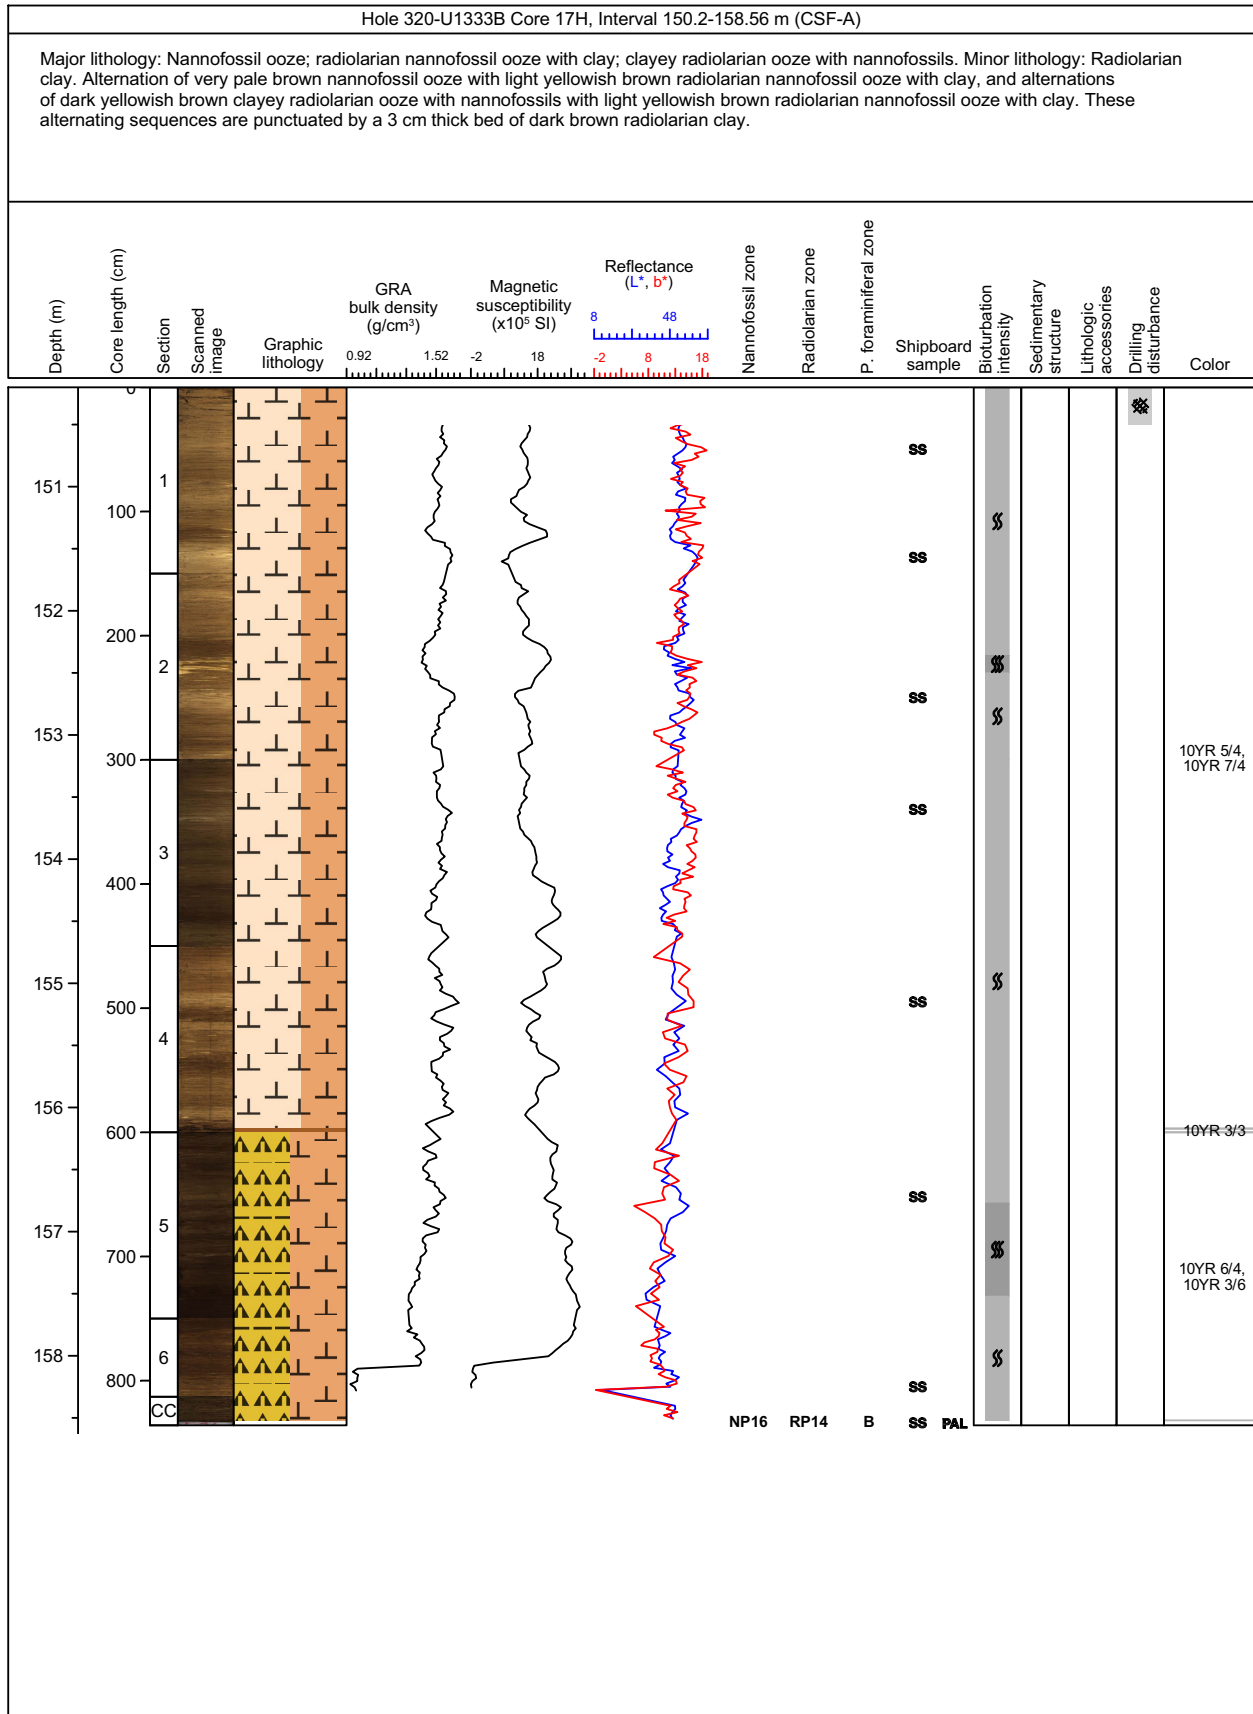 Hole 320-U1333B Core 17H, Interval 150.2-158.56 m (CSF-A)
Major lithology: Nannofossil ooze; radiolarian nannofossil ooze with clay; clayey radiolarian ooze with nannofossils. Minor lithology: Radiolarian
clay. Alternation of very pale brown nannofossil ooze with light yellowish brown radiolarian nannofossil ooze with clay, and alternations
of dark yellowish brown clayey radiolarian ooze with nannofossils with light yellowish brown radiolarian nannofossil ooze with clay. These
alternating sequences are punctuated by a 3 cm thick bed of dark brown radiolarian clay.
Depth (m)
Core length (cm)
Section
Scanned
image
Graphic
lithology
GRA
bulk density
(g/cm³)
0.92 1.52
Magnetic
susceptibility
(x10⁵ SI)
-2 18
Reflectance
(L*, b*)
8 48
-2 8 18
Nannofossil zone
Radiolarian zone
P. foraminiferal zone
Shipboard
sample
Bioturbation
intensity
Sedimentary
structure
Lithologic
accessories
Drilling
disturbance
Color
0
SS
151
1
100
SS
152
200
2
SS
153
300
10YR 5/4,
10YR 7/4
SS
154
3
400
155
500
SS
4
156
600
10YR 3/3
SS
157
5
700
10YR 6/4,
10YR 3/6
158
6
800
SS
CC
NP16 RP14 B SS PAL